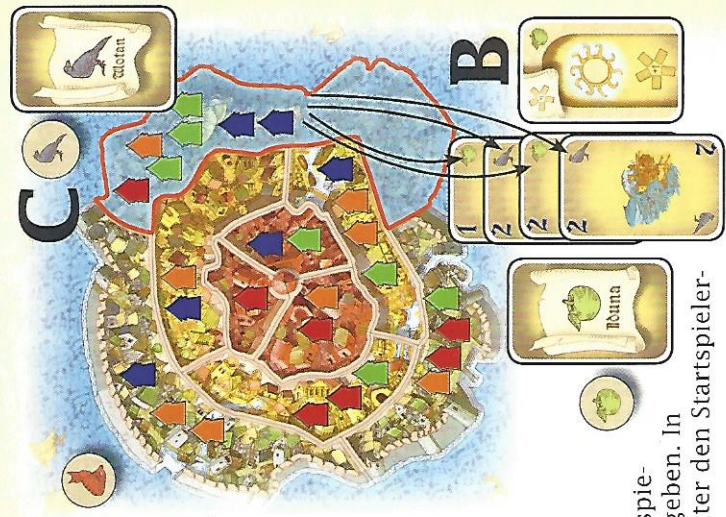 spie-
geben. In
ter den Startspieler-
C
Wotan
Iduna
B
1
2
2
2
2